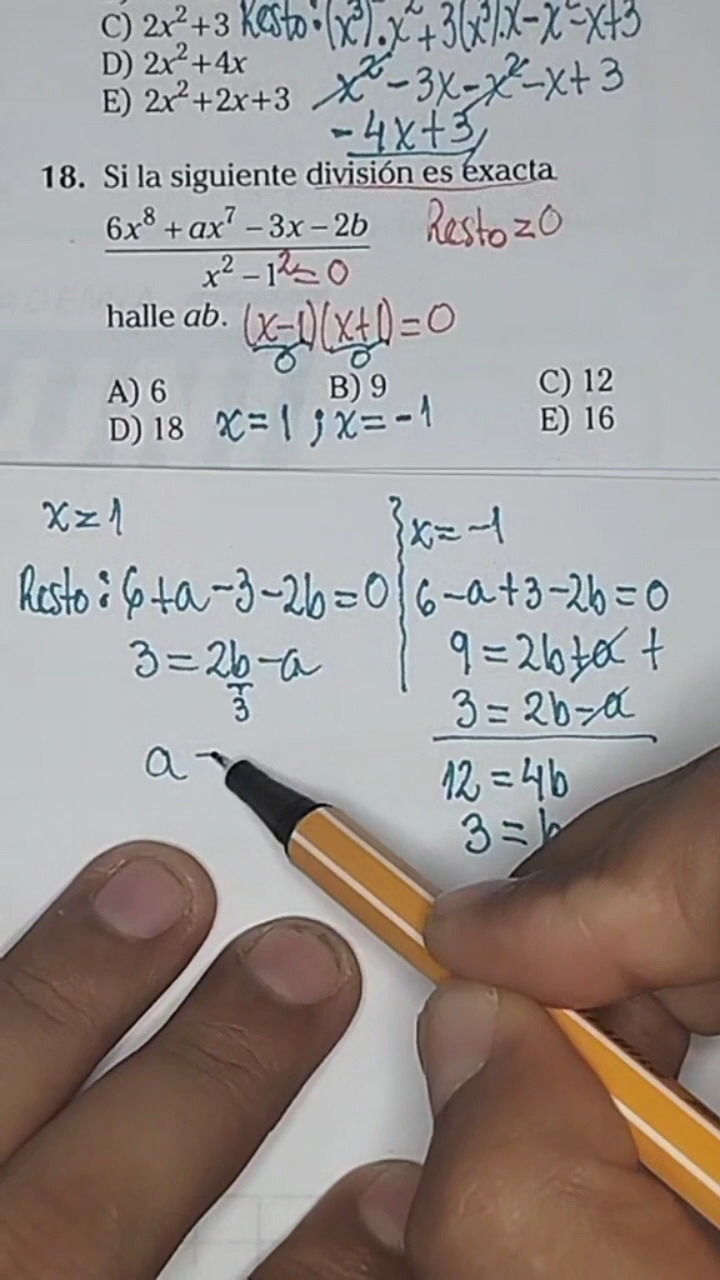 C) 2x²+3 Resto:(x³).x²+3(x³).x-x²-x+3
D) 2x²+4x
E) 2x²+2x+3 x²-3x-x²-x+3
-4x+3
18. Si la siguiente división es exacta
6x⁸ + ax⁷ − 3x − 2b Resto=0
x² − 1²=0
halle ab. (x-1)(x+1)=0
0 0
A) 6 B) 9 C) 12
D) 18 x=1 ; x=-1 E) 16
x=1 x=-1
Resto: 6+a-3-2b=0 6-a+3-2b=0
3=2b-a 9=2b+a +
3 3=2b-a
a - 12=4b
3=b